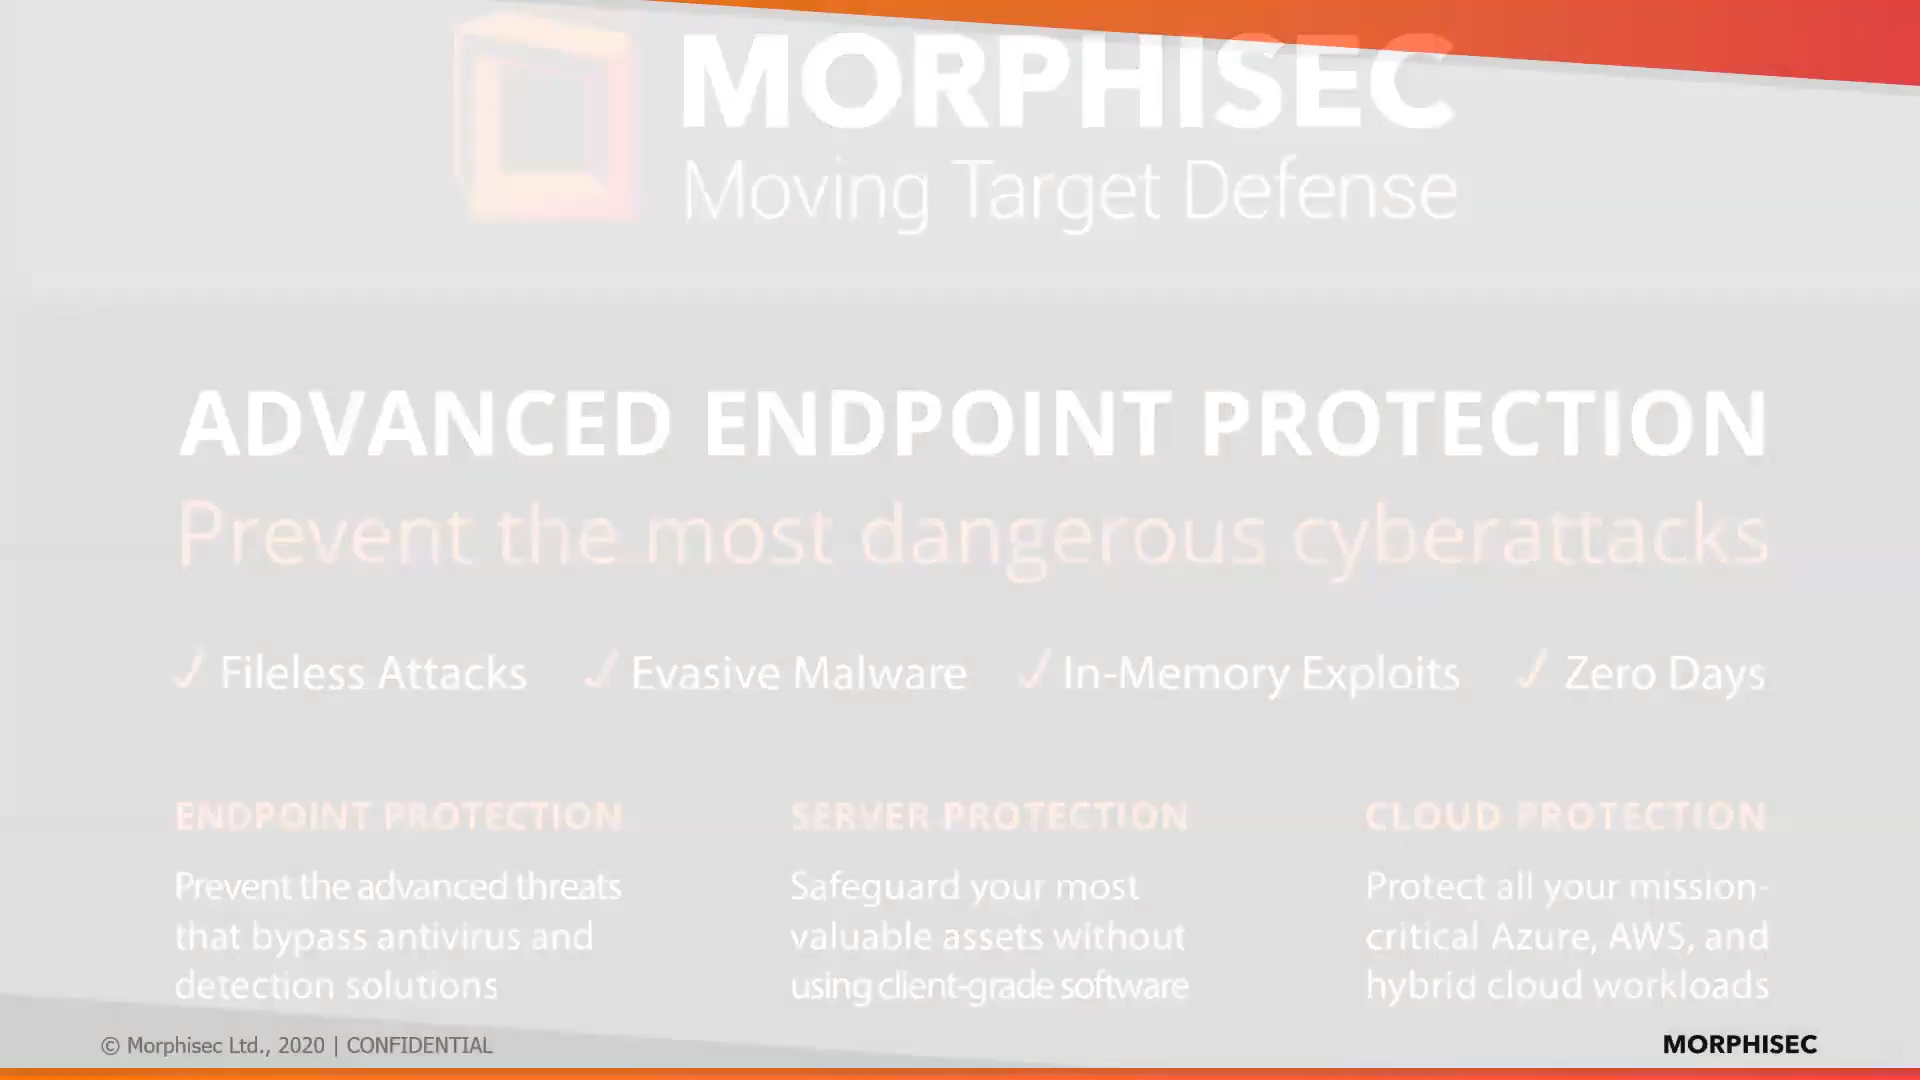 MORPHISEC
Moving Target Defense
ADVANCED ENDPOINT PROTECTION
Prevent the most dangerous cyberattacks
✓ Fileless Attacks ✓ Evasive Malware ✓ In-Memory Exploits ✓ Zero Days
ENDPOINT PROTECTION
Prevent the advanced threats
that bypass antivirus and
detection solutions
SERVER PROTECTION
Safeguard your most
valuable assets without
using client-grade software
CLOUD PROTECTION
Protect all your mission-
critical Azure, AWS, and
hybrid cloud workloads
© Morphisec Ltd., 2020 | CONFIDENTIAL
MORPHISEC